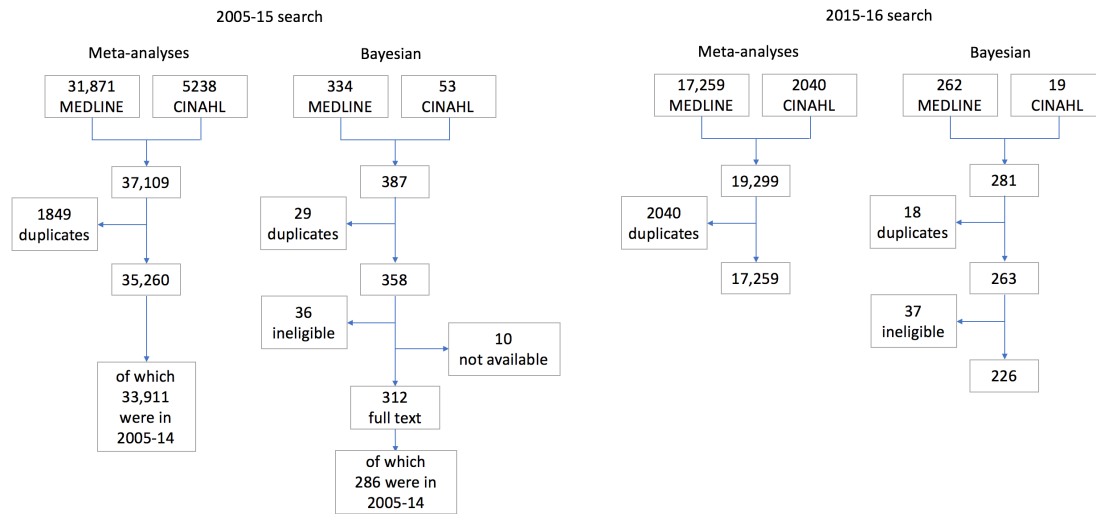 2005-15 search
Meta-analyses
Bayesian
31,871
MEDLINE
5238
CINAHL
334
MEDLINE
53
CINAHL
37,109
387
1849
duplicates
29
duplicates
35,260
358
36
ineligible
10
not available
of which
33,911
were in
2005-14
312
full text
of which
286 were in
2005-14
2015-16 search
Meta-analyses
Bayesian
17,259
MEDLINE
2040
CINAHL
262
MEDLINE
19
CINAHL
19,299
281
2040
duplicates
18
duplicates
17,259
263
37
ineligible
226